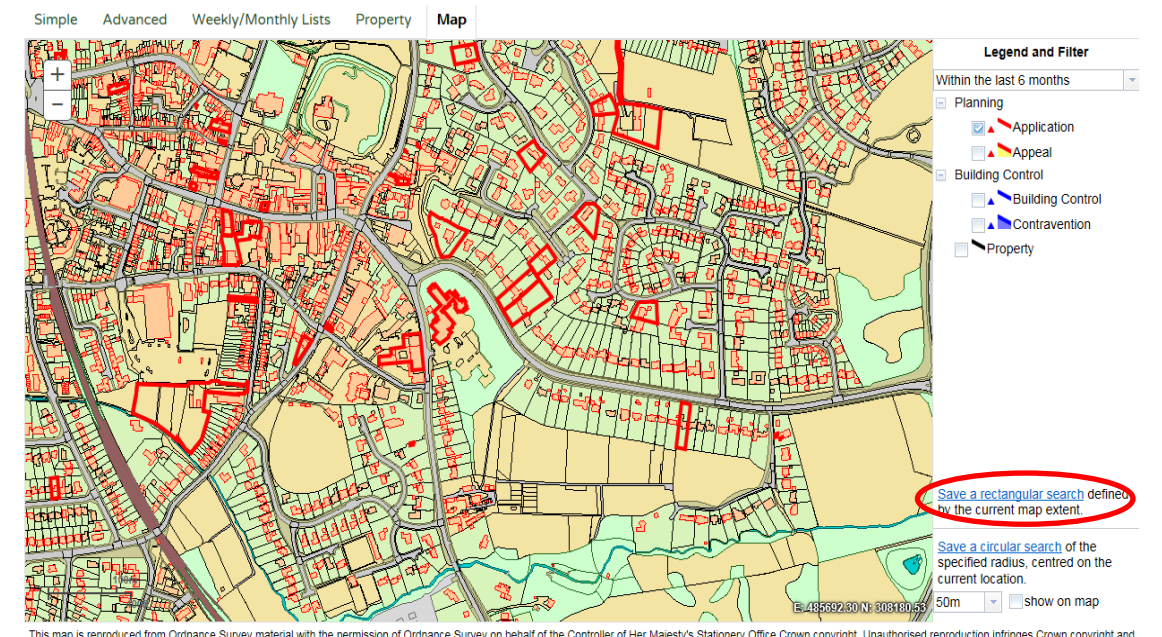 Simple Advanced Weekly/Monthly Lists Property Map
Legend and Filter
Within the last 6 months
Planning
Application
Appeal
Building Control
Building Control
Contravention
Property
+
−
Save a rectangular search defined
by the current map extent.
Save a circular search of the
specified radius, centred on the
current location.
50m show on map
100m
E: 485692.30 N: 308180.53
This map is reproduced from Ordnance Survey material with the permission of Ordnance Survey on behalf of the Controller of Her Majesty's Stationery Office Crown copyright. Unauthorised reproduction infringes Crown copyright and